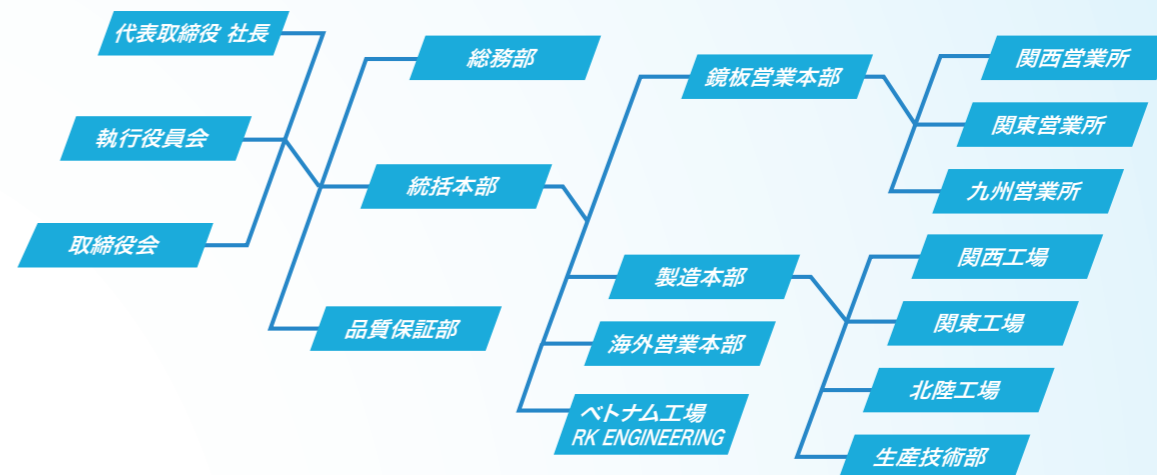 代表取締役 社長
執行役員会
取締役会
総務部
統括本部
品質保証部
鏡板営業本部
製造本部
海外営業本部
ベトナム工場
RK ENGINEERING
関西営業所
関東営業所
九州営業所
関西工場
関東工場
北陸工場
生産技術部